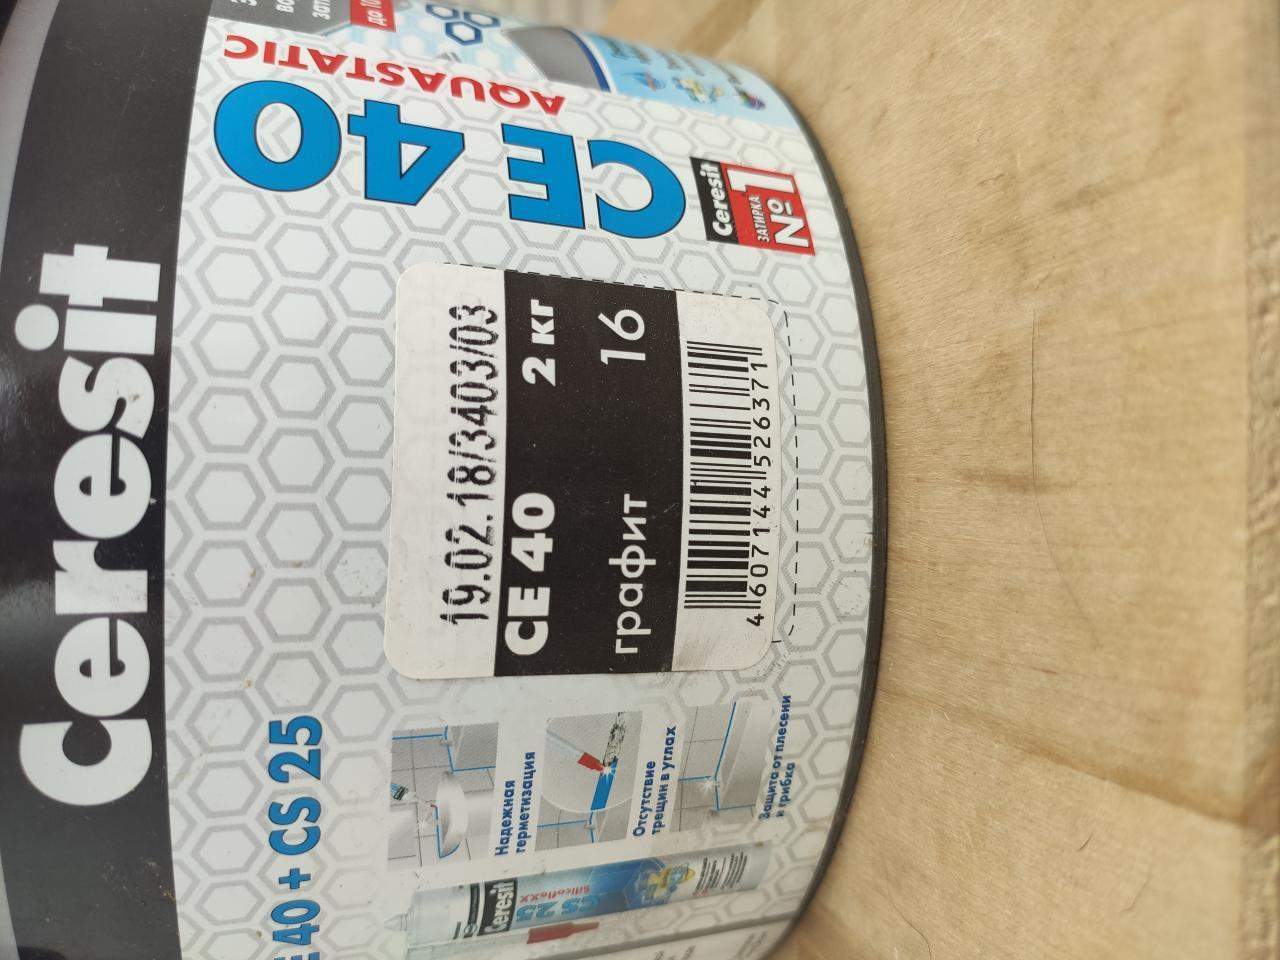 Ceresit
AQUASTATIC
CE 40
Ceresit
ЗАТИРКА
№1
19.02.18/3403/03
CE 40 2 кг
графит 16
4 607144 526371
40 + CS 25
Надежная
герметизация
Отсутствие
трещин в углах
Защита от плесени
и грибка
Ceresit
CS 25